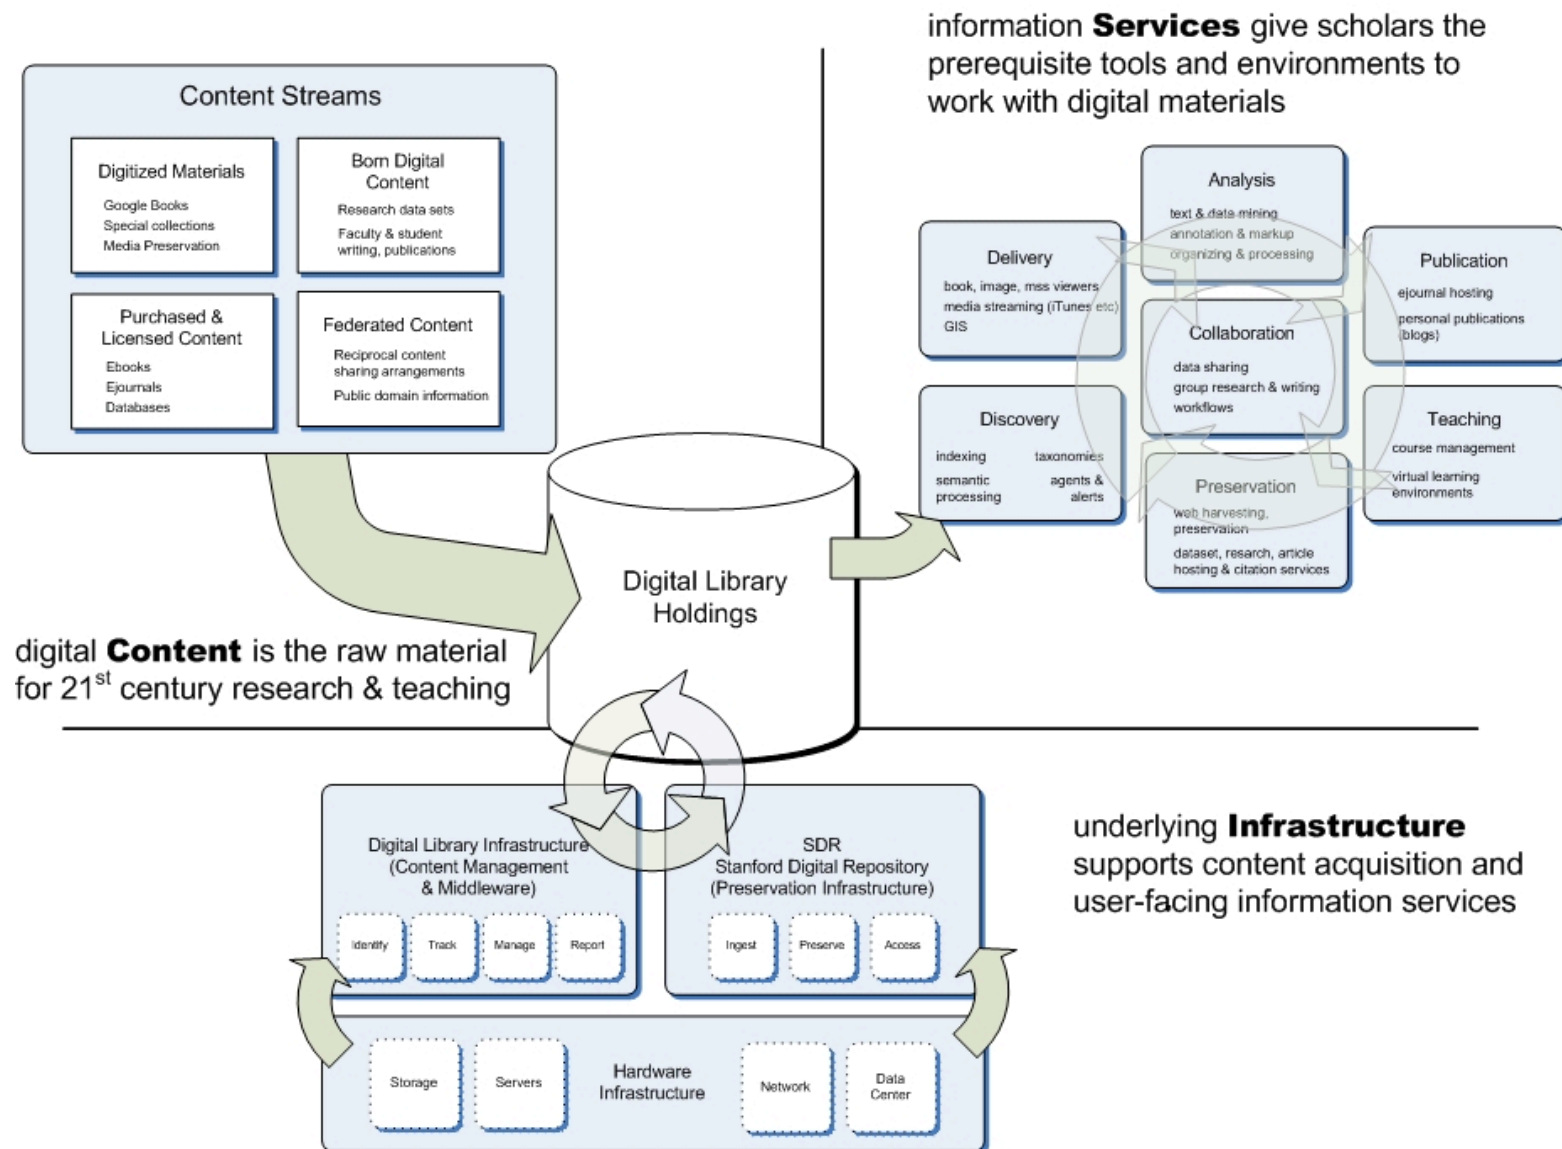 information Services give scholars the
prerequisite tools and environments to
work with digital materials
Content Streams
Digitized Materials
Google Books
Special collections
Media Preservation
Born Digital
Content
Research data sets
Faculty & student
writing, publications
Purchased &
Licensed Content
Ebooks
Ejournals
Databases
Federated Content
Reciprocal content
sharing arrangements
Public domain information
Analysis
text & data mining
annotation & markup
organizing & processing
Delivery
book, image, mss viewers
media streaming (iTunes etc)
GIS
Publication
ejournal hosting
personal publications
(blogs)
Collaboration
data sharing
group research & writing
workflows
Discovery
indexing
taxonomies
semantic
processing
agents &
alerts
Teaching
course management
virtual learning
environments
Preservation
web harvesting,
preservation
dataset, resarch, article
hosting & citation services
Digital Library
Holdings
digital Content is the raw material
for 21st century research & teaching
Digital Library Infrastructure
(Content Management
& Middleware)
Identify
Track
Manage
Report
SDR
Stanford Digital Repository
(Preservation Infrastructure)
Ingest
Preserve
Access
underlying Infrastructure
supports content acquisition and
user-facing information services
Storage
Servers
Hardware
Infrastructure
Network
Data
Center